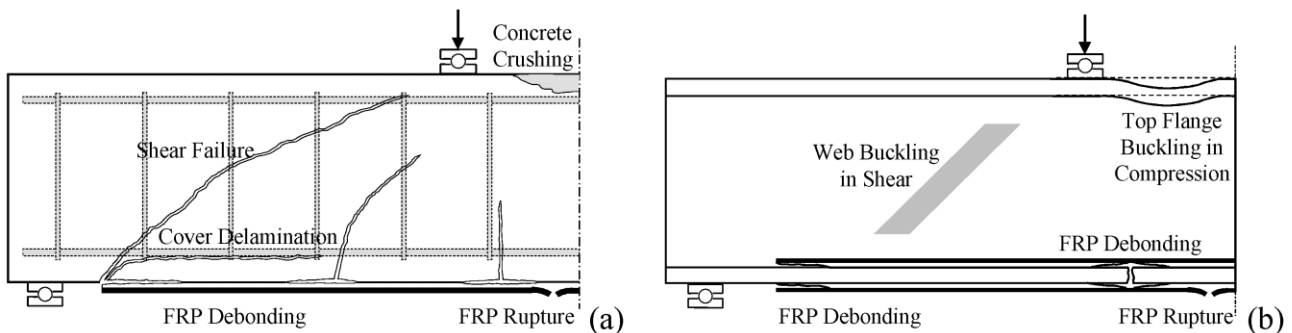 Concrete
Crushing
Shear Failure
Cover Delamination
FRP Debonding
FRP Rupture
(a)
Web Buckling
in Shear
Top Flange
Buckling in
Compression
FRP Debonding
FRP Debonding
FRP Rupture
(b)